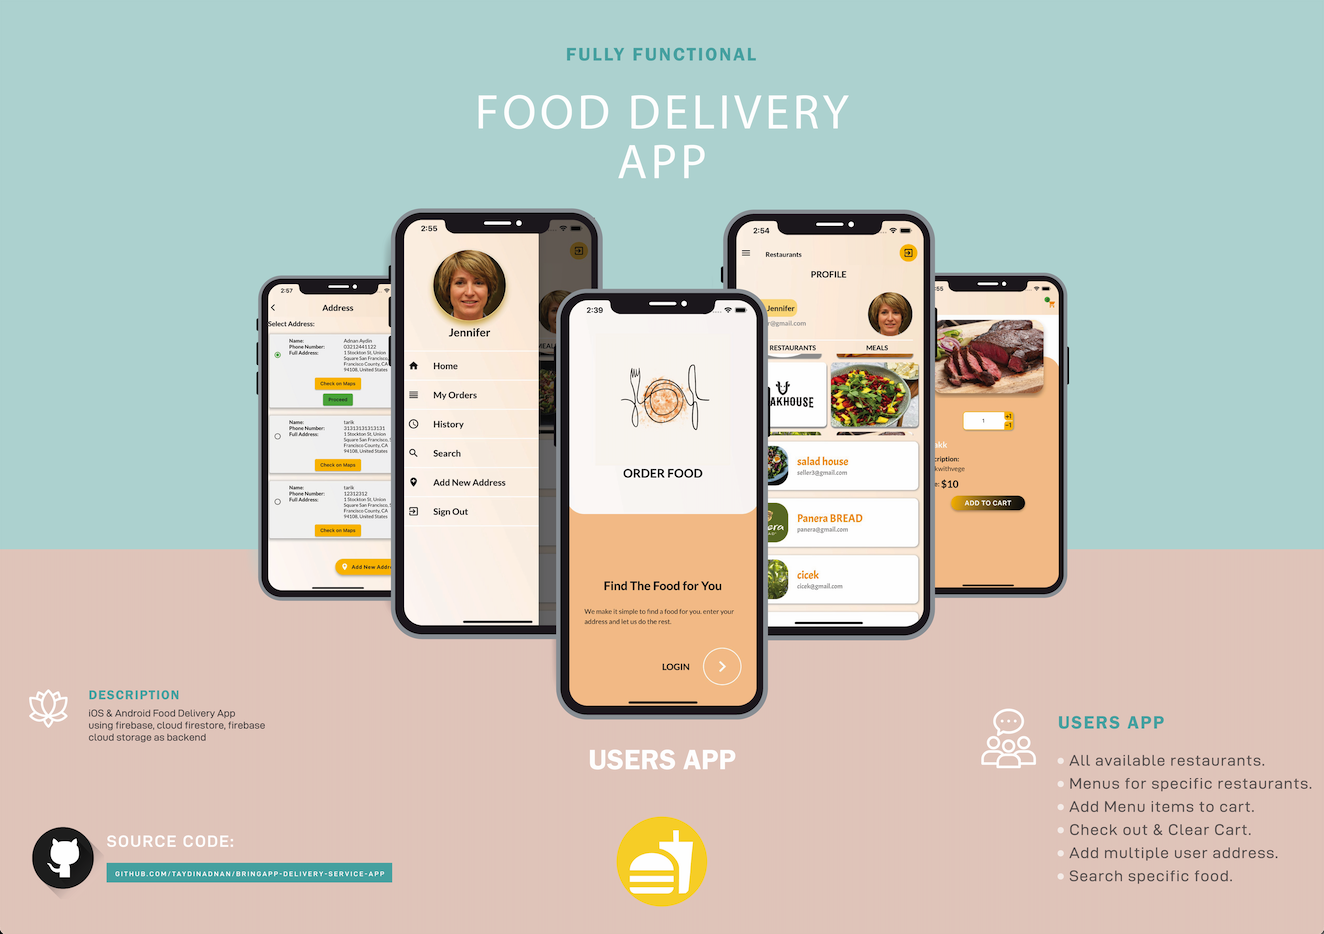 FULLY FUNCTIONAL
FOOD DELIVERY
APP
2:57
Address
Select Address:
Name: Adnan Aydin
Phone Number: 03212441122
Full Address: 1 Stockton St, Union
Square San Francisco,
Francisco County, CA
94108, United States
Check on Maps
Proceed
Name: tarik
Phone Number: 31313131313131
Full Address: 1 Stockton St, Union
Square San Francisco,
Francisco County, CA
94108, United States
Check on Maps
Name: tarik
Phone Number: 12312312
Full Address: 1 Stockton St, Union
Square San Francisco,
Francisco County, CA
94108, United States
Check on Maps
Add New Addr
2:55
Jennifer
Home
My Orders
History
Search
Add New Address
Sign Out
2:39
ORDER FOOD
Find The Food for You
We make it simple to find a food for you. enter your
address and let us do the rest.
LOGIN
2:54
Restaurants
PROFILE
Jennifer
r@gmail.com
RESTAURANTS MEALS
AKHOUSE
salad house
seller3@gmail.com
Panera BREAD
panera@gmail.com
cicek
cicek@gmail.com
:55
1
+1
-1
akk
cription:
kwithvege
e: $10
ADD TO CART
USERS APP
DESCRIPTION
iOS & Android Food Delivery App
using firebase, cloud firestore, firebase
cloud storage as backend
SOURCE CODE:
GITHUB.COM/TAYDINADNAN/BRINGAPP-DELIVERY-SERVICE-APP
USERS APP
All available restaurants.
Menus for specific restaurants.
Add Menu items to cart.
Check out & Clear Cart.
Add multiple user address.
Search specific food.